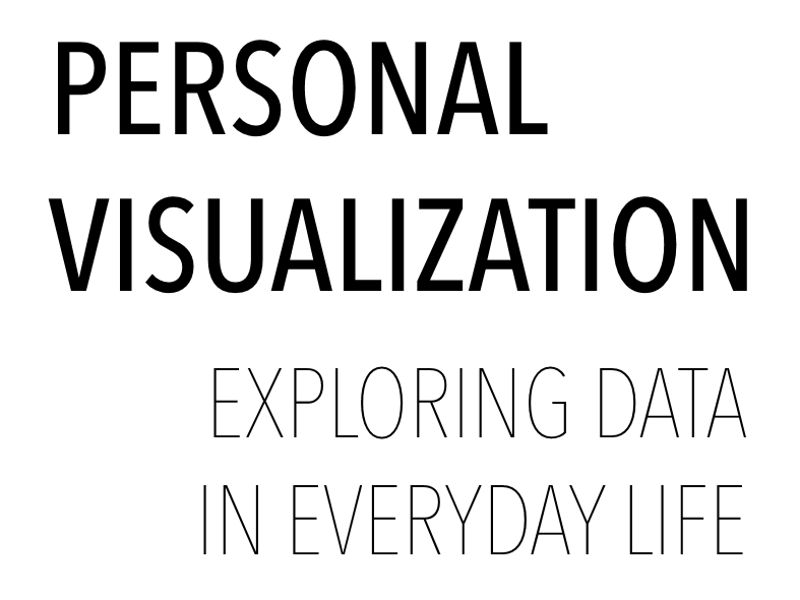 PERSONAL
VISUALIZATION
EXPLORING DATA
IN EVERYDAY LIFE